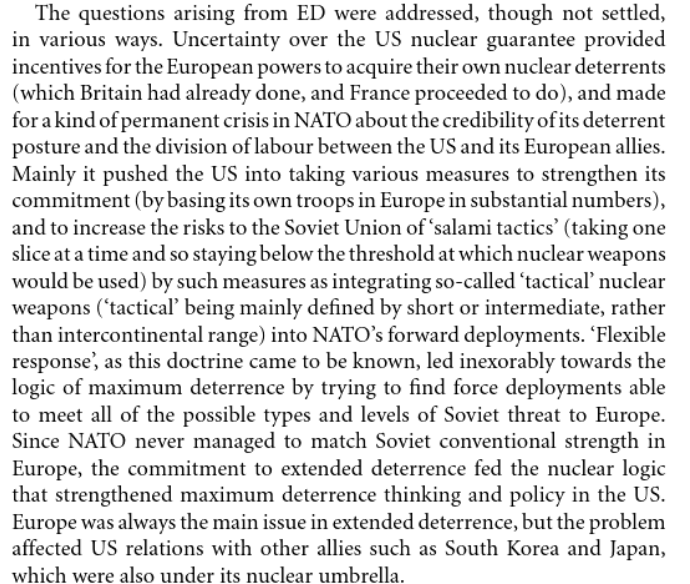 The questions arising from ED were addressed, though not settled,
in various ways. Uncertainty over the US nuclear guarantee provided
incentives for the European powers to acquire their own nuclear deterrents
(which Britain had already done, and France proceeded to do), and made
for a kind of permanent crisis in NATO about the credibility of its deterrent
posture and the division of labour between the US and its European allies.
Mainly it pushed the US into taking various measures to strengthen its
commitment (by basing its own troops in Europe in substantial numbers),
and to increase the risks to the Soviet Union of ‘salami tactics’ (taking one
slice at a time and so staying below the threshold at which nuclear weapons
would be used) by such measures as integrating so-called ‘tactical’ nuclear
weapons (‘tactical’ being mainly defined by short or intermediate, rather
than intercontinental range) into NATO’s forward deployments. ‘Flexible
response’, as this doctrine came to be known, led inexorably towards the
logic of maximum deterrence by trying to find force deployments able
to meet all of the possible types and levels of Soviet threat to Europe.
Since NATO never managed to match Soviet conventional strength in
Europe, the commitment to extended deterrence fed the nuclear logic
that strengthened maximum deterrence thinking and policy in the US.
Europe was always the main issue in extended deterrence, but the problem
affected US relations with other allies such as South Korea and Japan,
which were also under its nuclear umbrella.